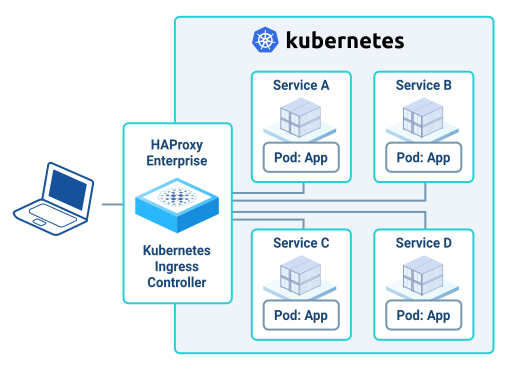 kubernetes
Service A
Pod: App
Service B
Pod: App
HAProxy
Enterprise
Kubernetes
Ingress
Controller
Service C
Pod: App
Service D
Pod: App